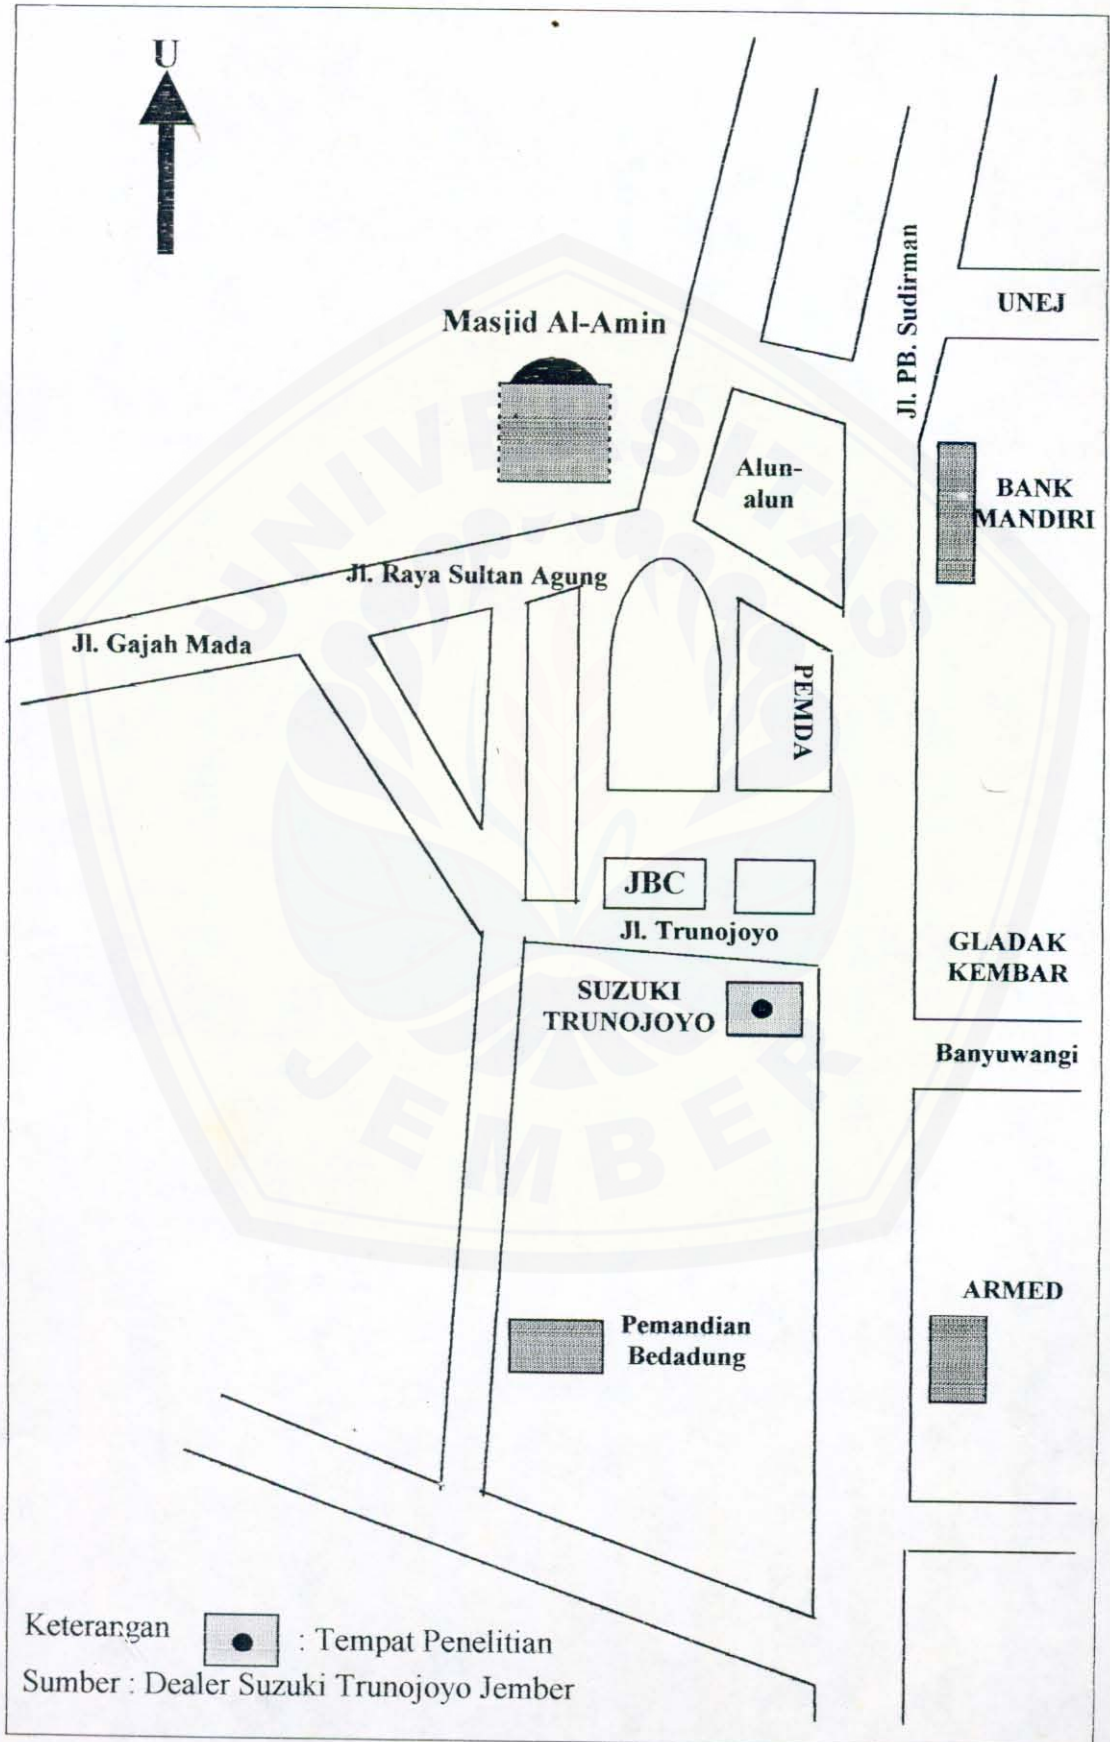 U
Jl. PB. Sudirman
UNEJ
Masjid Al-Amin
Alun-
alun
BANK
MANDIRI
Jl. Raya Sultan Agung
Jl. Gajah Mada
PEMDA
JBC
Jl. Trunojoyo
GLADAK
KEMBAR
SUZUKI
TRUNOJOYO
Banyuwangi
ARMED
Pemandian
Bedadung
Keterangan : Tempat Penelitian
Sumber : Dealer Suzuki Trunojoyo Jember
UNIVERSITAS
JEMBER